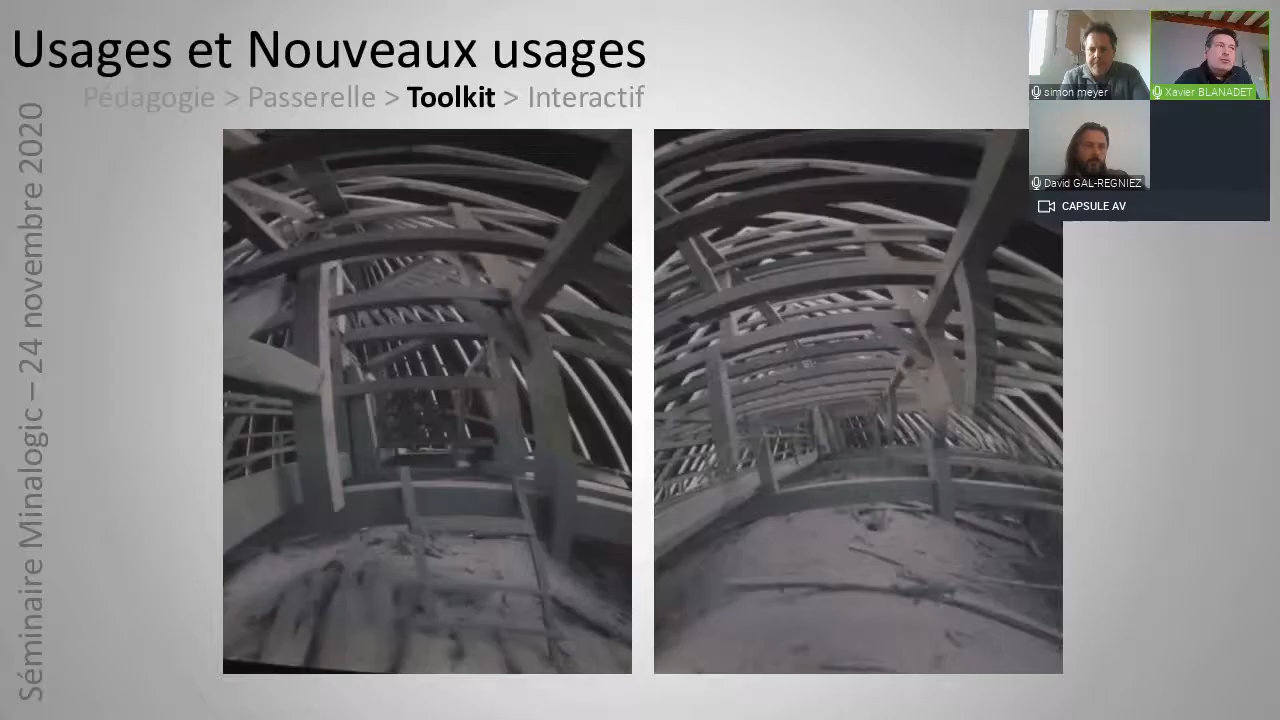 Usages et Nouveaux usages
Pédagogie > Passerelle > Toolkit > Interactif
Séminaire Minalogic – 24 novembre 2020
simon meyer
Xavier BLANADET
David GAL-REGNIEZ
CAPSULE AV